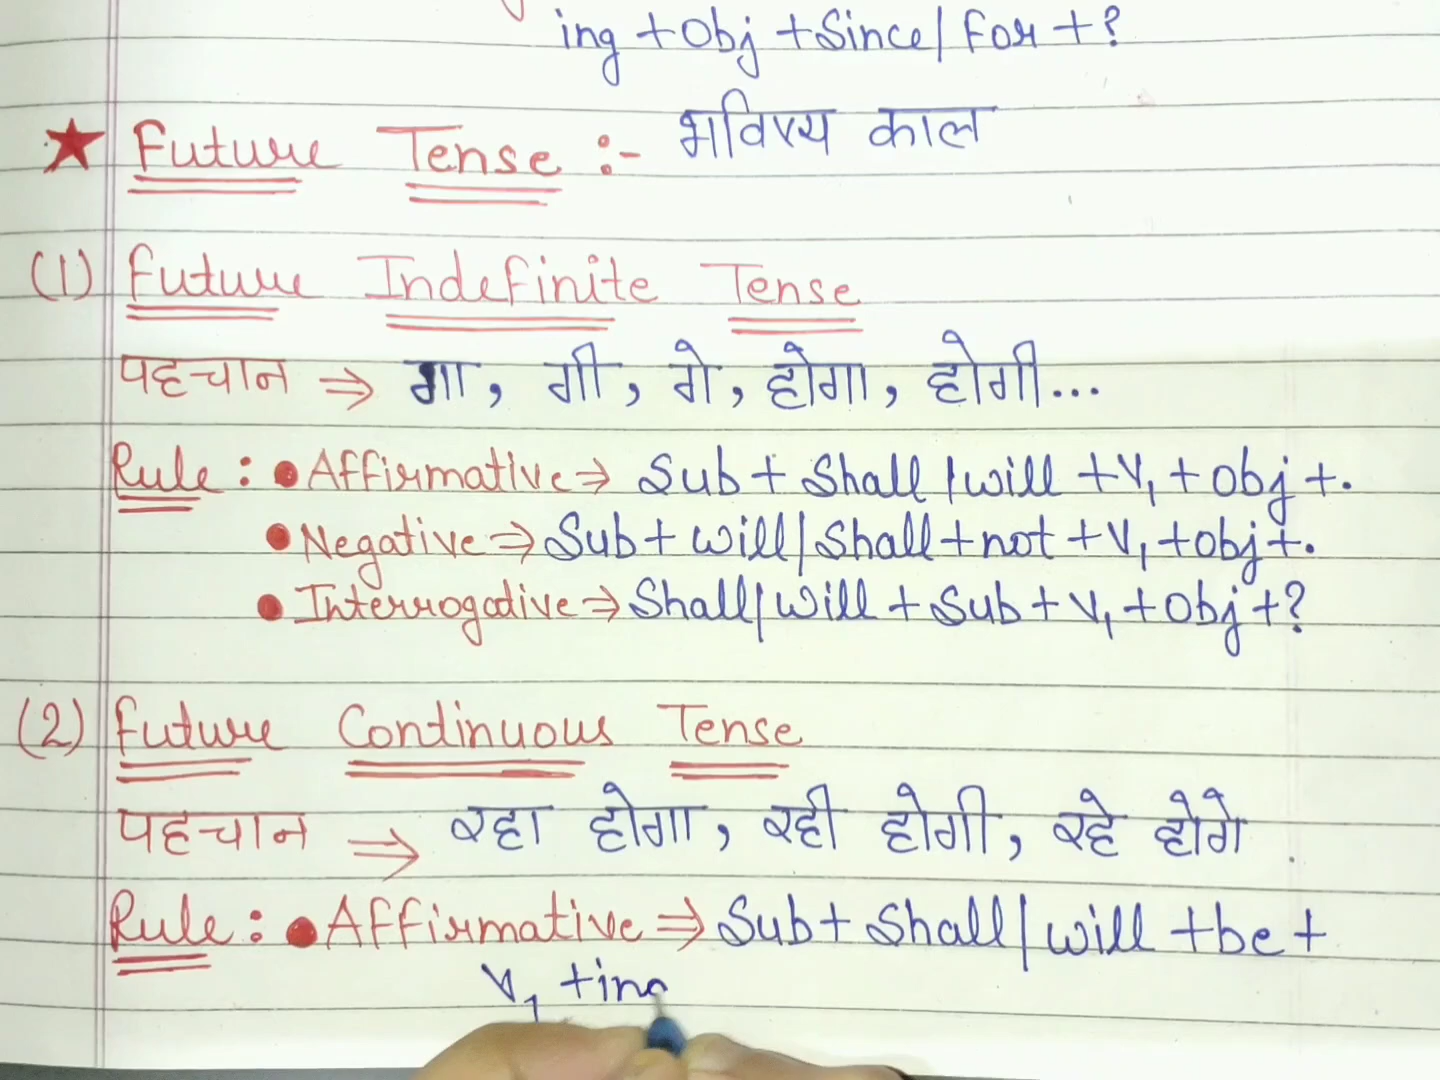 ing + Obj + Since/For + ?
★ Future Tense :- भविष्य काल
(1) Future Indefinite Tense
पहचान ⇒ गा, गी, गे, होगा, होगी...
Rule : ● Affirmative ⇒ Sub + Shall/will + V₁ + Obj + .
● Negative ⇒ Sub + will/Shall + not + V₁ + obj + .
● Interrogative ⇒ Shall/Will + Sub + V₁ + Obj + ?
(2) Future Continuous Tense
पहचान ⇒ रहा होगा, रही होगी, रहे होगे
Rule : ● Affirmative ⇒ Sub + Shall/will + be +
V₁ + ing